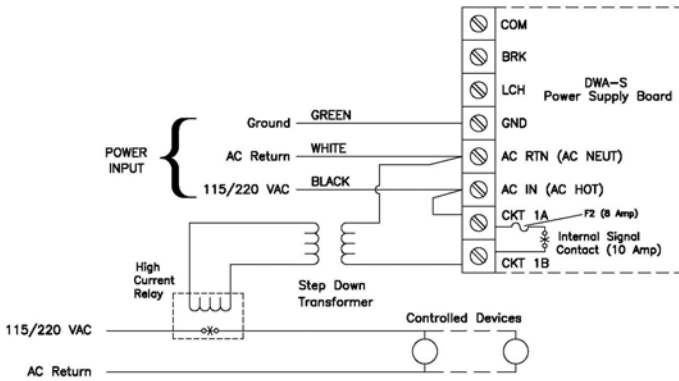 COM
BRK
DWA-S
Power Supply Board
LCH
Ground
GREEN
GND
POWER
INPUT
AC Return
WHITE
AC RTN (AC NEUT)
115/220 VAC
BLACK
AC IN (AC HOT)
CKT 1A
F2 (8 Amp)
Internal Signal
Contact (10 Amp)
CKT 1B
High
Current
Relay
Step Down
Transformer
115/220 VAC
Controlled Devices
AC Return